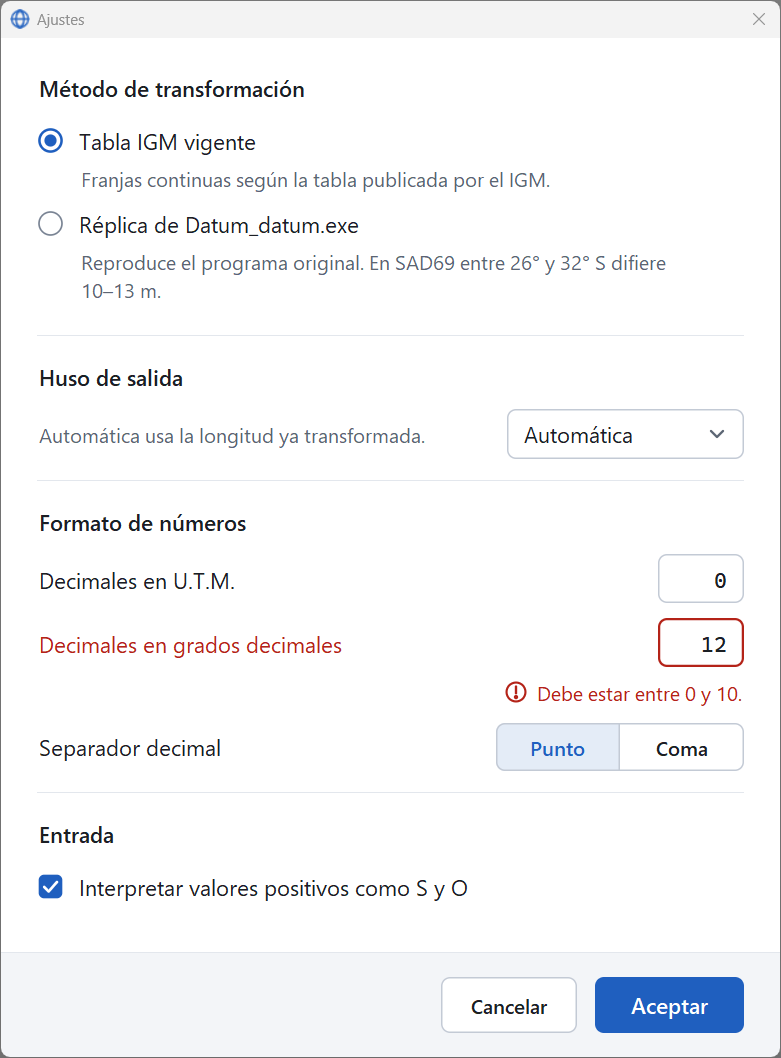 Ajustes
Método de transformación
Tabla IGM vigente
Franjas continuas según la tabla publicada por el IGM.
Réplica de Datum_datum.exe
Reproduce el programa original. En SAD69 entre 26° y 32° S difiere
10–13 m.
Huso de salida
Automática usa la longitud ya transformada.
Automática
Formato de números
Decimales en U.T.M.
0
Decimales en grados decimales
12
Debe estar entre 0 y 10.
Separador decimal
Punto
Coma
Entrada
Interpretar valores positivos como S y O
Cancelar
Aceptar